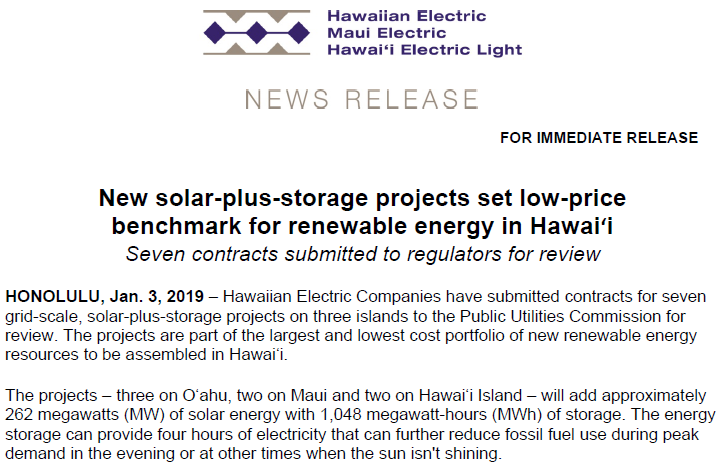 Hawaiian Electric
Maui Electric
Hawai‘i Electric Light
NEWS RELEASE
FOR IMMEDIATE RELEASE
New solar-plus-storage projects set low-price
benchmark for renewable energy in Hawai‘i
Seven contracts submitted to regulators for review
HONOLULU, Jan. 3, 2019 – Hawaiian Electric Companies have submitted contracts for seven
grid-scale, solar-plus-storage projects on three islands to the Public Utilities Commission for
review. The projects are part of the largest and lowest cost portfolio of new renewable energy
resources to be assembled in Hawai‘i.
The projects – three on O‘ahu, two on Maui and two on Hawai‘i Island – will add approximately
262 megawatts (MW) of solar energy with 1,048 megawatt-hours (MWh) of storage. The energy
storage can provide four hours of electricity that can further reduce fossil fuel use during peak
demand in the evening or at other times when the sun isn't shining.